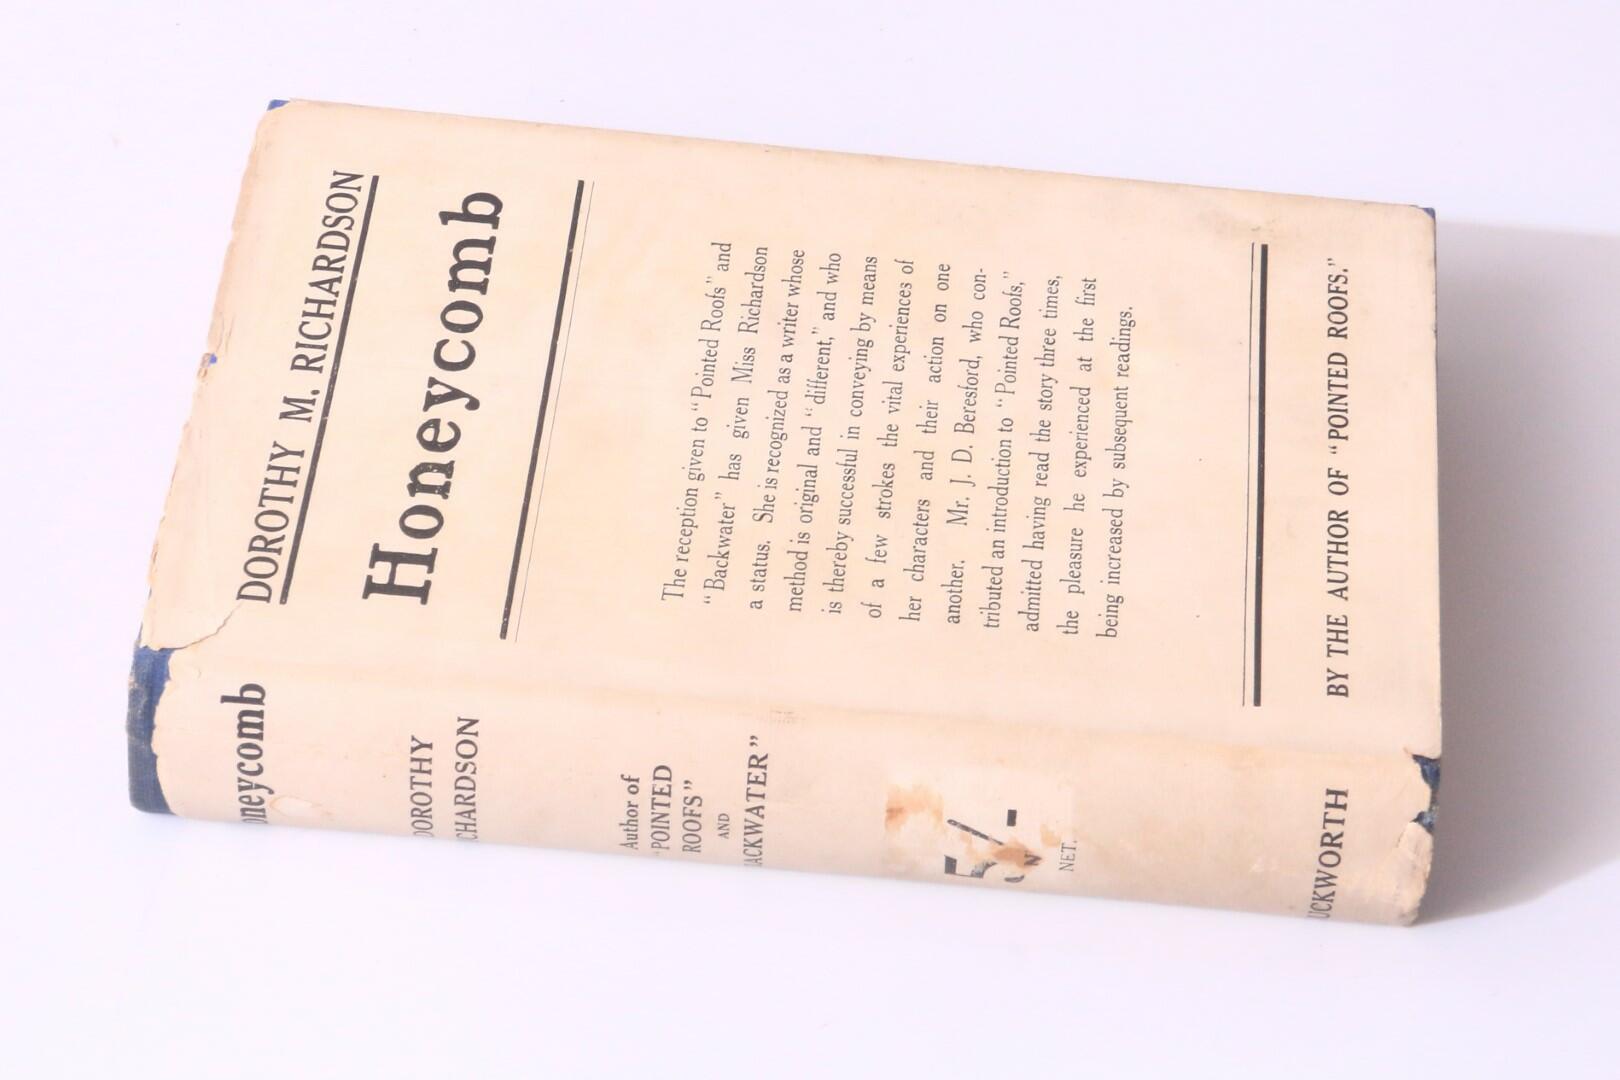 DOROTHY M. RICHARDSON
Honeycomb
The reception given to “Pointed Roofs” and
“Backwater” has given Miss Richardson
a status. She is recognized as a writer whose
method is original and “different,” and who
is thereby successful in conveying by means
of a few strokes the vital experiences of
her characters and their action on one
another. Mr. J. D. Beresford, who con-
tributed an introduction to “Pointed Roofs,”
admitted having read the story three times,
the pleasure he experienced at the first
being increased by subsequent readings.
BY THE AUTHOR OF “POINTED ROOFS.”
oneycomb
DOROTHY
CHARDSON
Author of
“POINTED
ROOFS”
AND
ACKWATER”
5/-
NET.
UCKWORTH